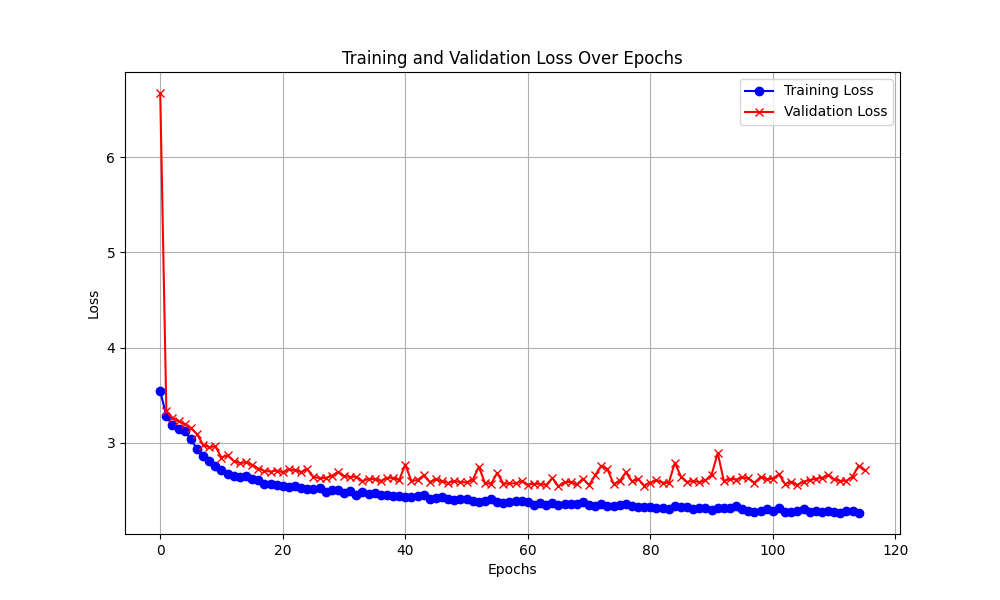 Training and Validation Loss Over Epochs
Training Loss
Validation Loss
6
5
4
3
Loss
0 20 40 60 80 100 120
Epochs